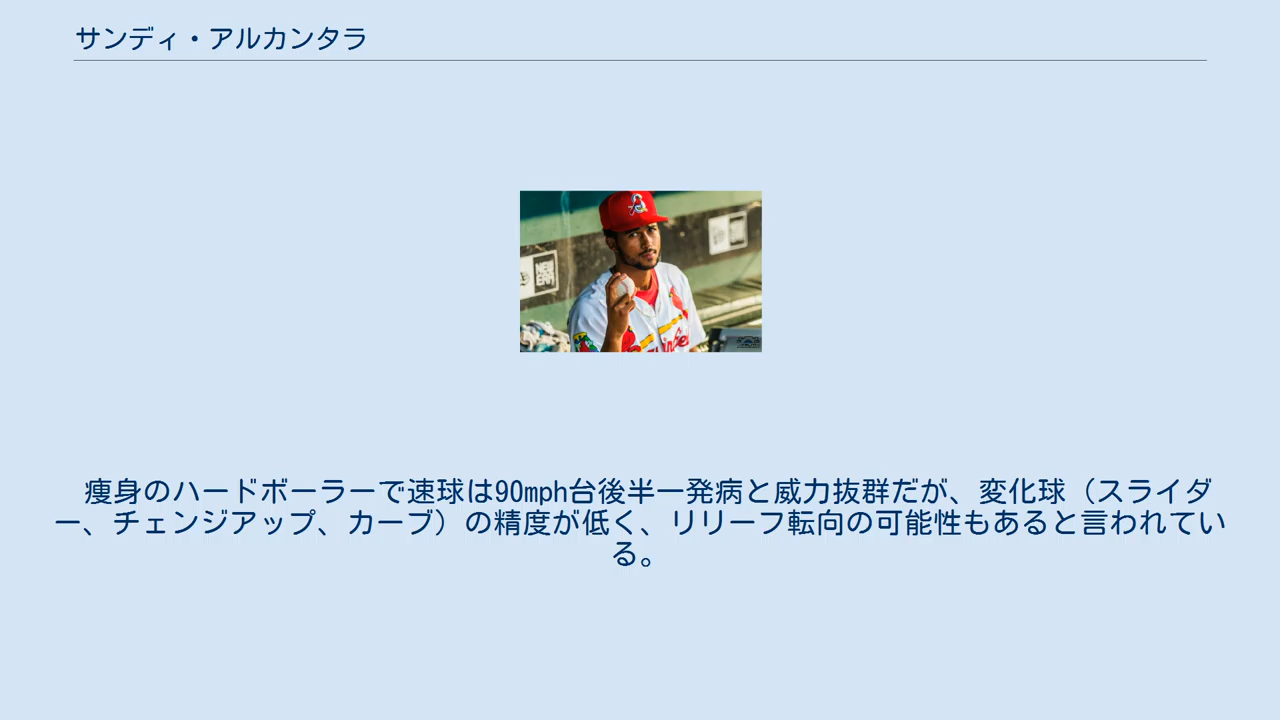 サンディ・アルカンタラ
NEW ERA
痩身のハードボーラーで速球は90mph台後半一発病と威力抜群だが、変化球（スライダ
ー、チェンジアップ、カーブ）の精度が低く、リリーフ転向の可能性もあると言われてい
る。